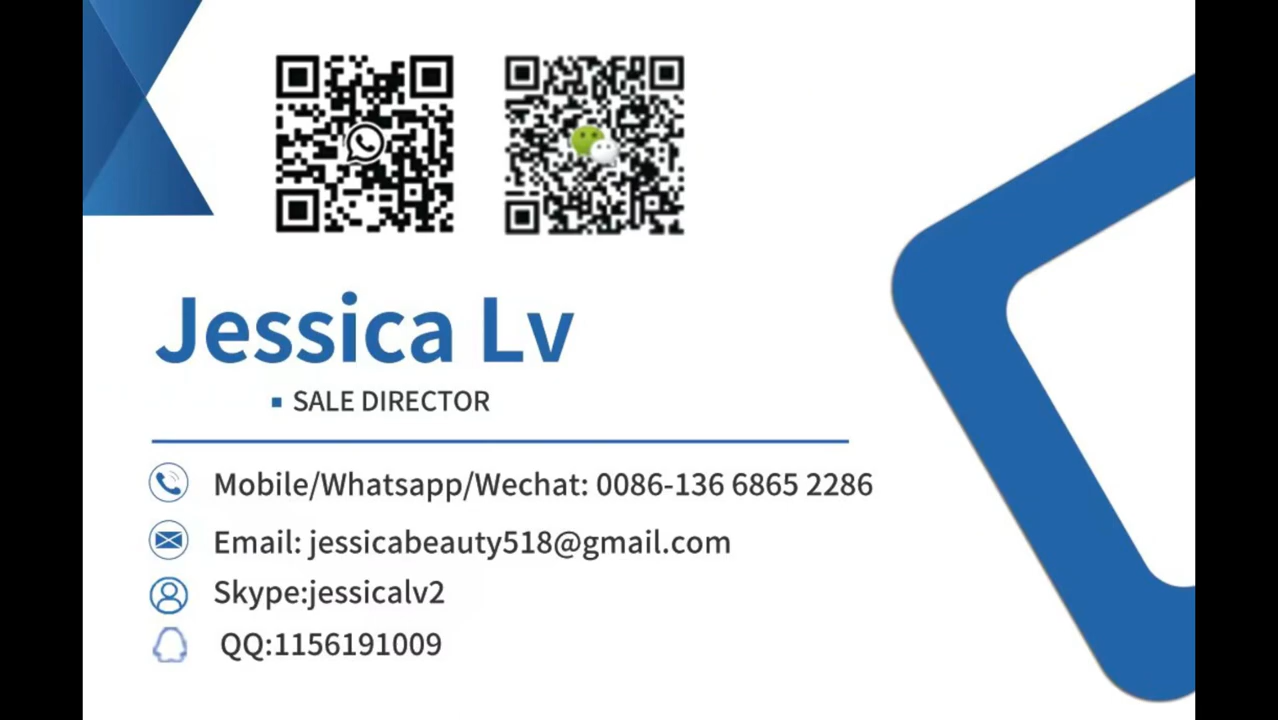 Jessica Lv
SALE DIRECTOR
Mobile/Whatsapp/Wechat: 0086-136 6865 2286
Email: jessicabeauty518@gmail.com
Skype:jessicalv2
QQ:1156191009